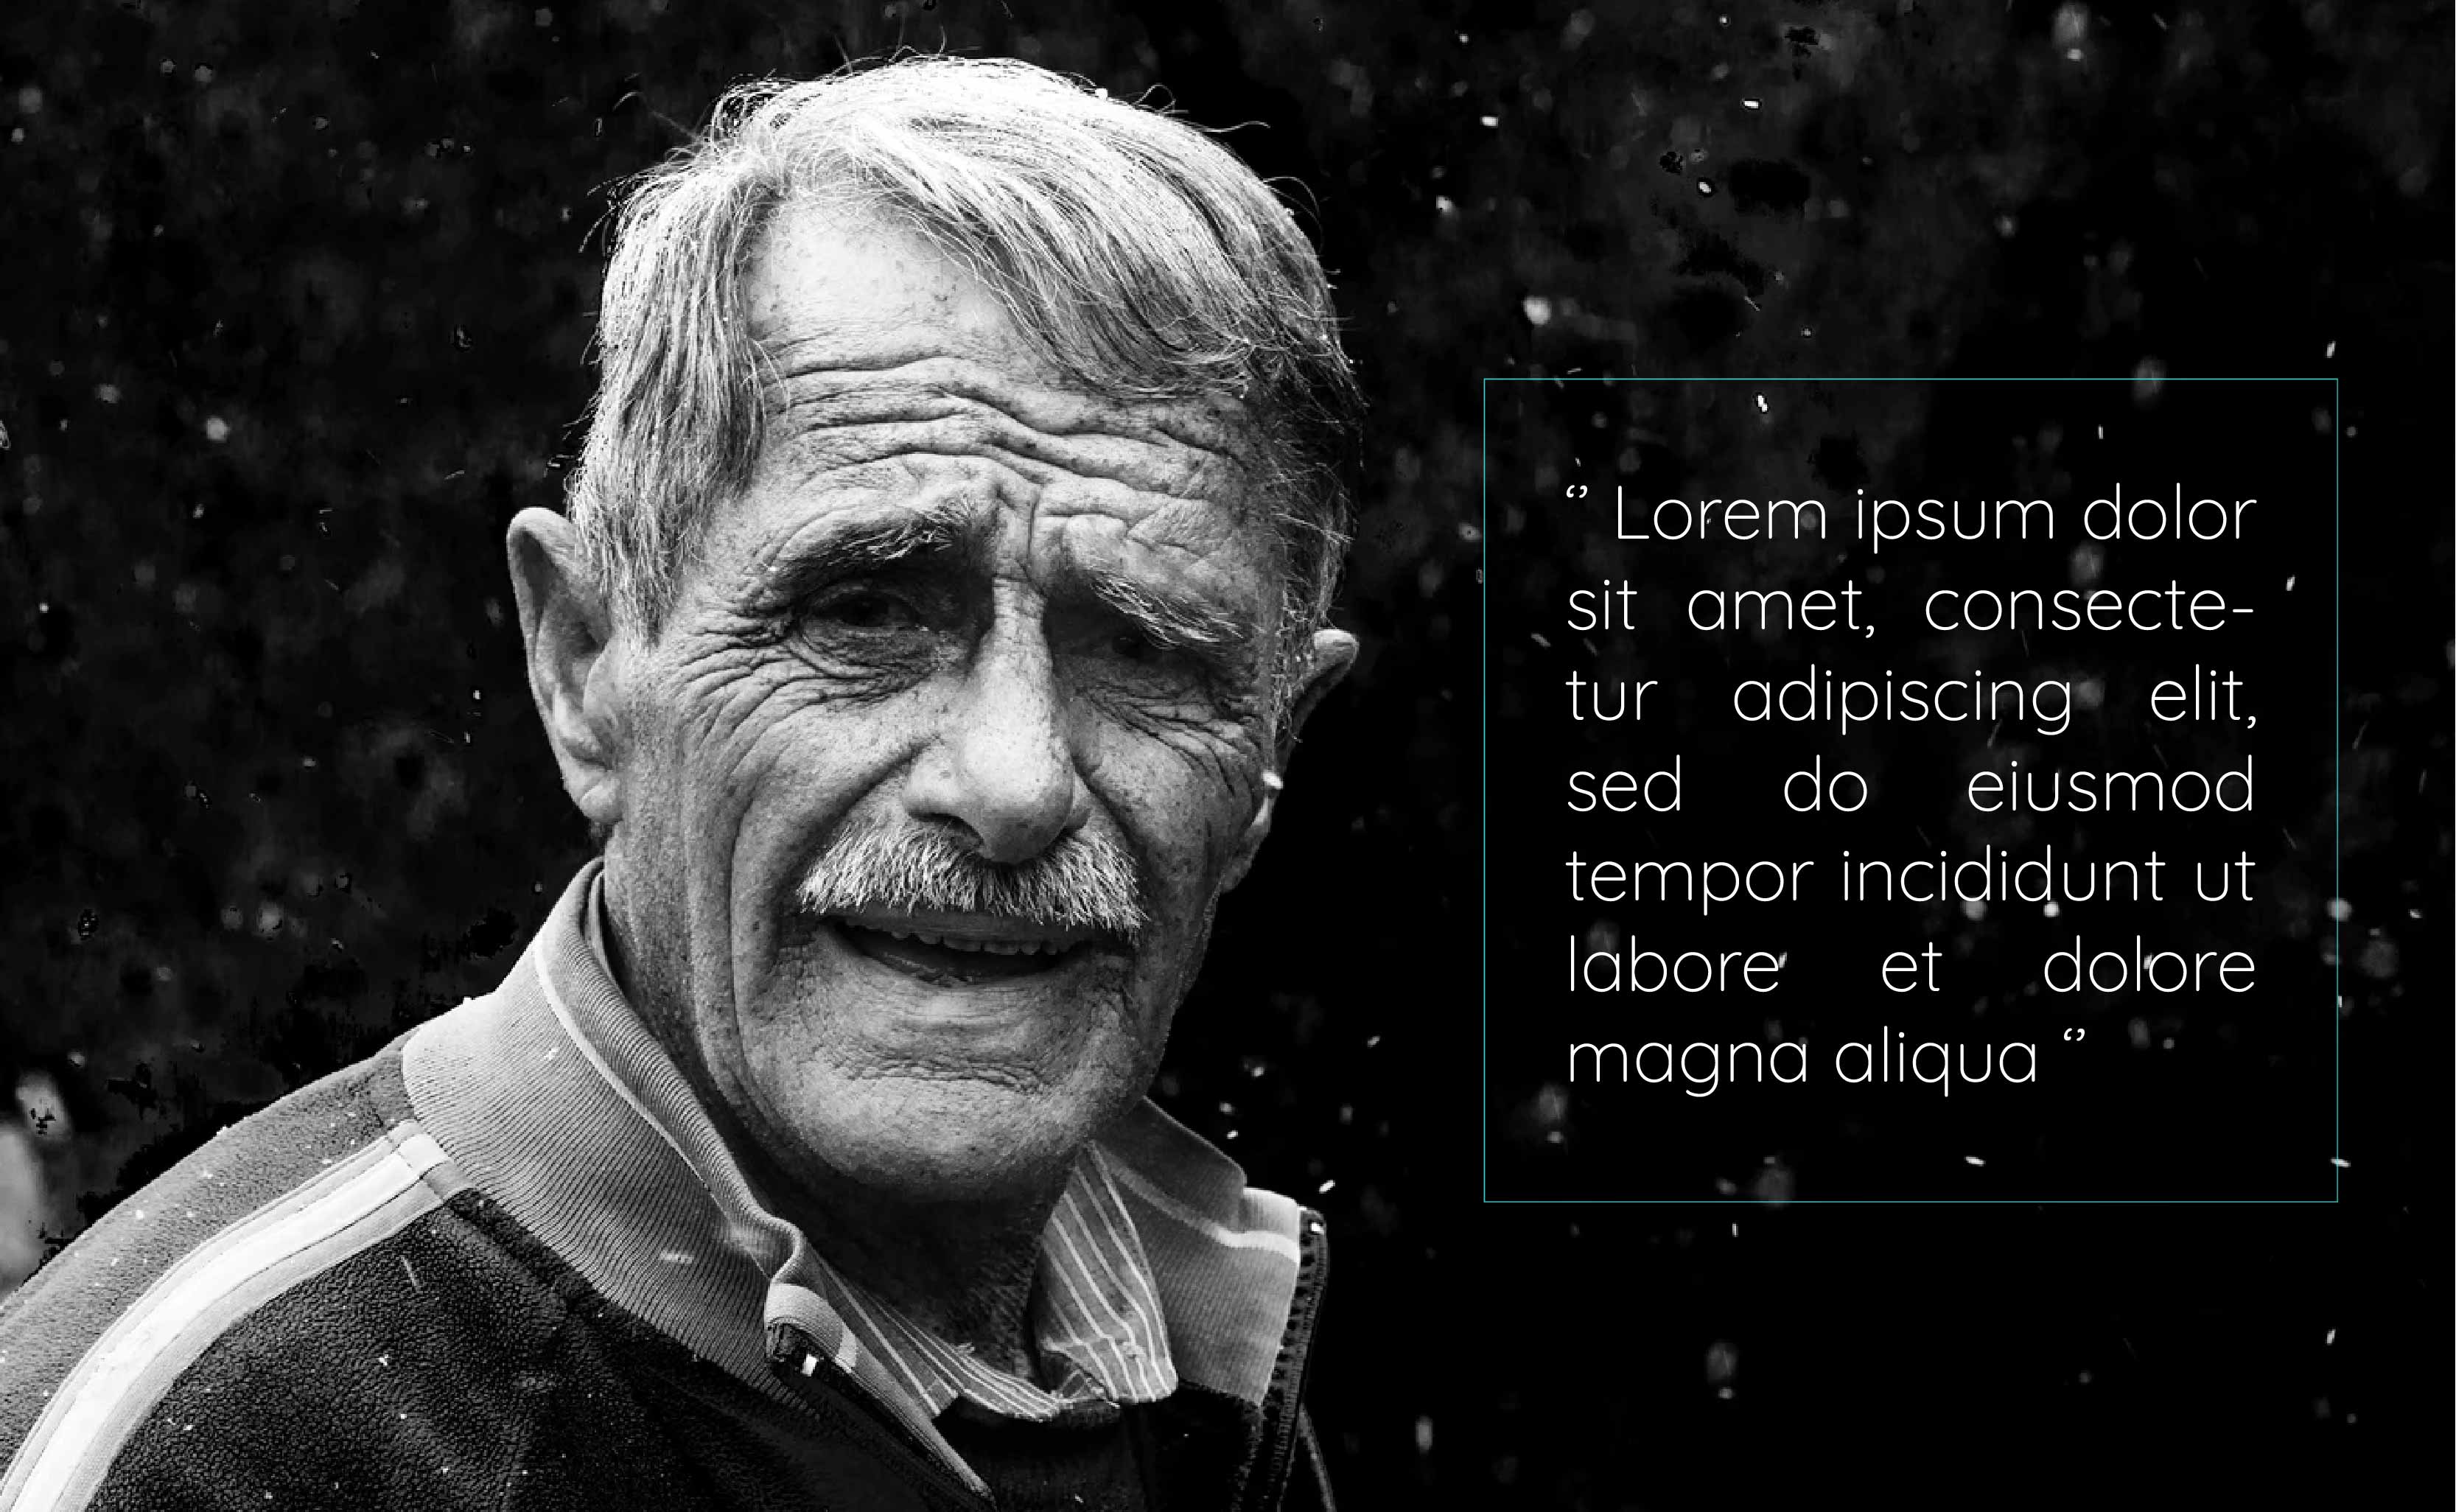 “ Lorem ipsum dolor
sit amet, consecte-
tur adipiscing elit,
sed do eiusmod
tempor incididunt ut
labore et dolore
magna aliqua “